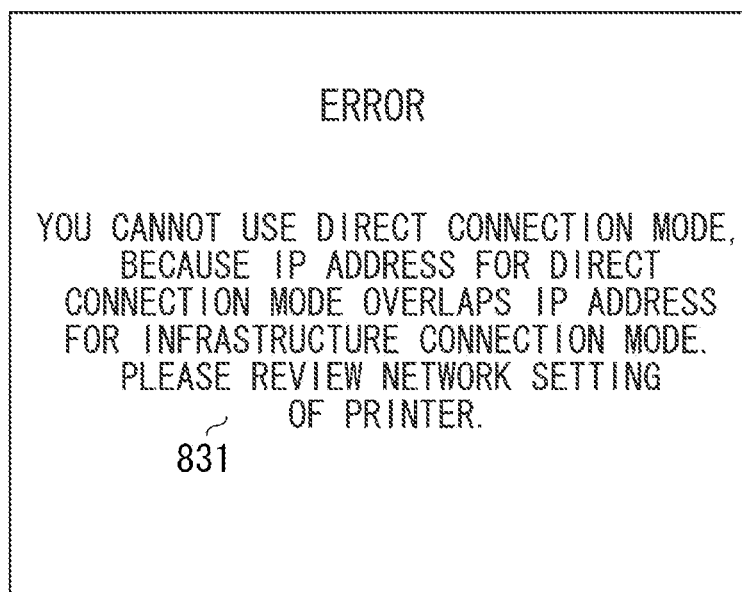 ERROR
YOU CANNOT USE DIRECT CONNECTION MODE,
BECAUSE IP ADDRESS FOR DIRECT
CONNECTION MODE OVERLAPS IP ADDRESS
FOR INFRASTRUCTURE CONNECTION MODE.
PLEASE REVIEW NETWORK SETTING
OF PRINTER.
831